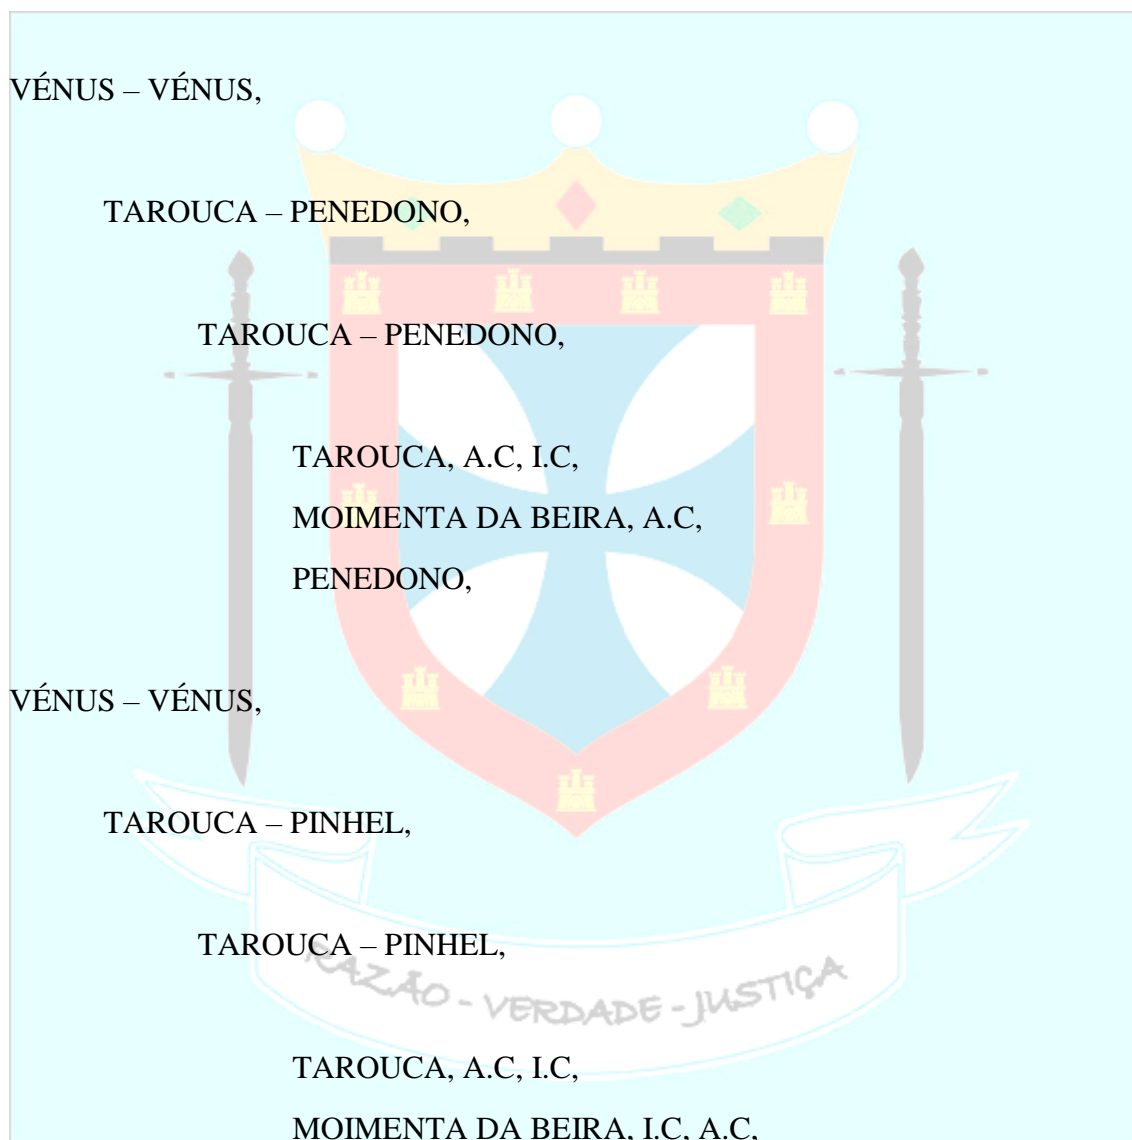 VÉNUS – VÉNUS,
TAROUCA – PENEDONO,
TAROUCA – PENEDONO,
TAROUCA, A.C, I.C,
MOIMENTA DA BEIRA, A.C,
PENEDONO,
VÉNUS – VÉNUS,
TAROUCA – PINHEL,
TAROUCA – PINHEL,
RAZÃO - VERDADE - JUSTIÇA
TAROUCA, A.C, I.C,
MOIMENTA DA BEIRA, I.C, A.C,